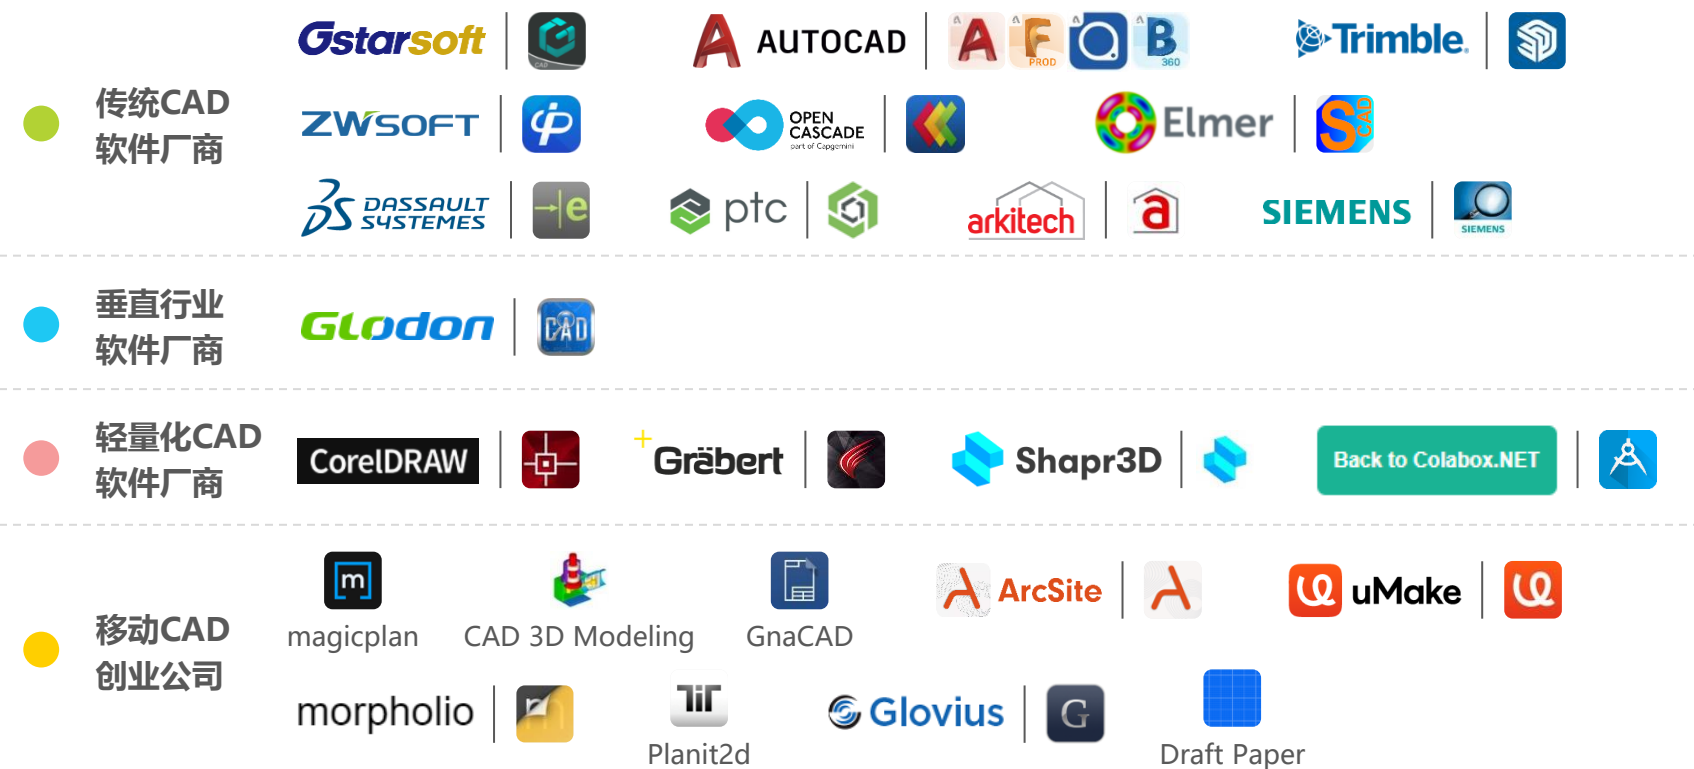 传统CAD
软件厂商
Gstarsoft
CAD
AUTOCAD
A
A
A
F
PROD
A
A
B
360
Trimble
ZWSOFT
OPEN
CASCADE
part of Capgemini
Elmer
S
CAD
DASSAULT
SYSTEMES
e
ptc
arkitech
a
SIEMENS
SIEMENS
垂直行业
软件厂商
GLodon
CAD
轻量化CAD
软件厂商
CorelDRAW
Gräbert
Shapr3D
Back to Colabox.NET
移动CAD
创业公司
m
magicplan
CAD 3D Modeling
GnaCAD
ArcSite
uMake
morpholio
m
Planit2d
Glovius
G
Draft Paper